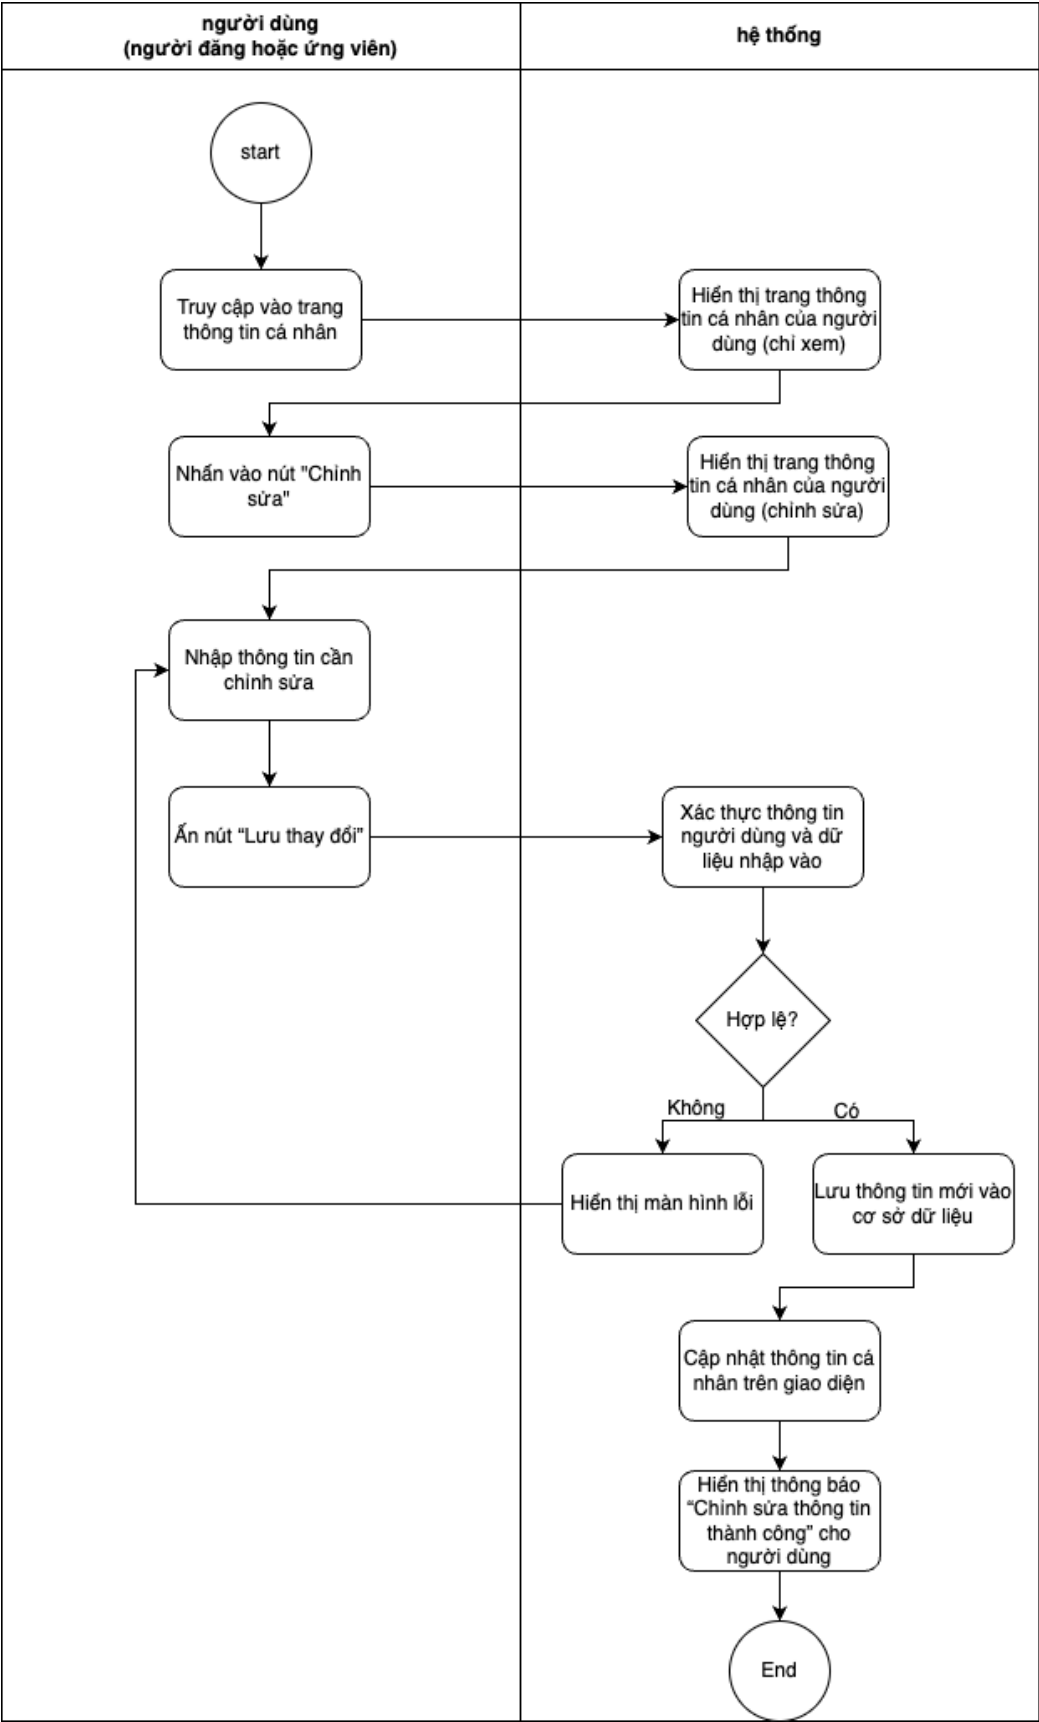 người dùng
(người đăng hoặc ứng viên)
hệ thống
start
Truy cập vào trang
thông tin cá nhân
Hiển thị trang thông
tin cá nhân của người
dùng (chỉ xem)
Nhấn vào nút "Chỉnh
sửa"
Hiển thị trang thông
tin cá nhân của người
dùng (chỉnh sửa)
Nhập thông tin cần
chỉnh sửa
Ấn nút “Lưu thay đổi”
Xác thực thông tin
người dùng và dữ
liệu nhập vào
Hợp lệ?
Không
Có
Hiển thị màn hình lỗi
Lưu thông tin mới vào
cơ sở dữ liệu
Cập nhật thông tin cá
nhân trên giao diện
Hiển thị thông báo
“Chỉnh sửa thông tin
thành công” cho
người dùng
End